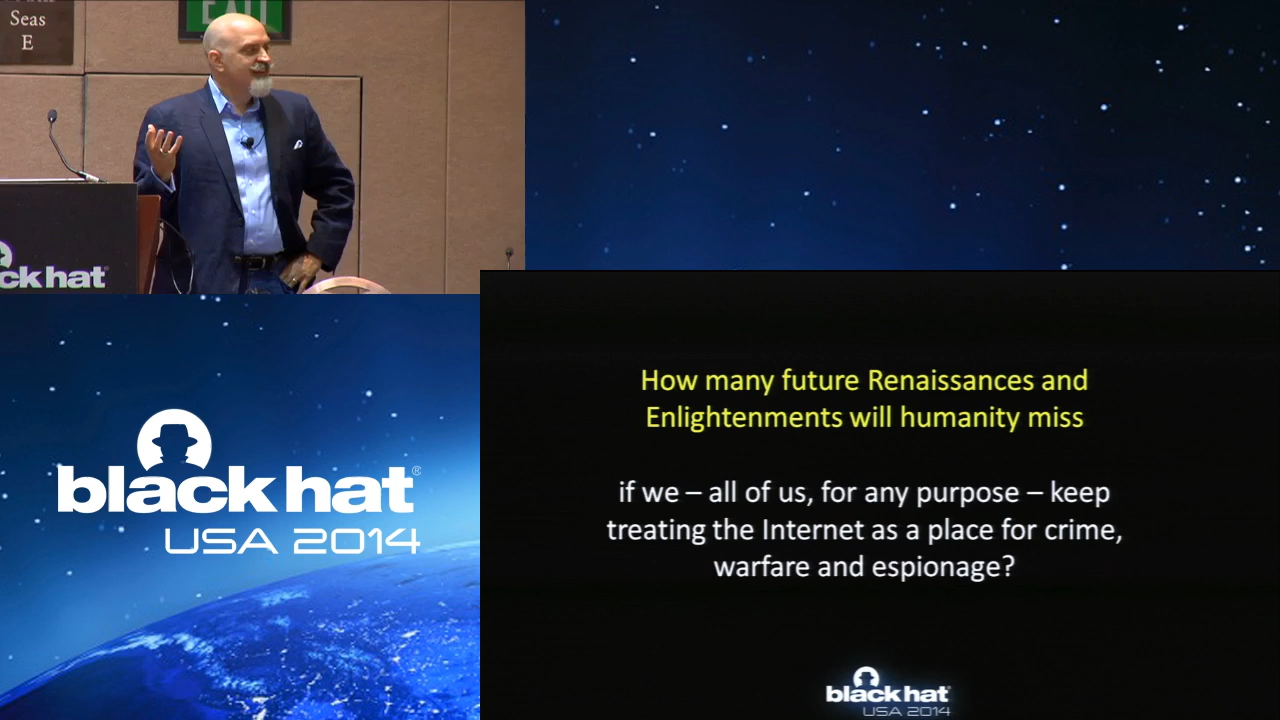 Seas
E
EXIT
ck hat
black hat®
USA 2014
How many future Renaissances and
Enlightenments will humanity miss
if we – all of us, for any purpose – keep
treating the Internet as a place for crime,
warfare and espionage?
black hat
USA 2014